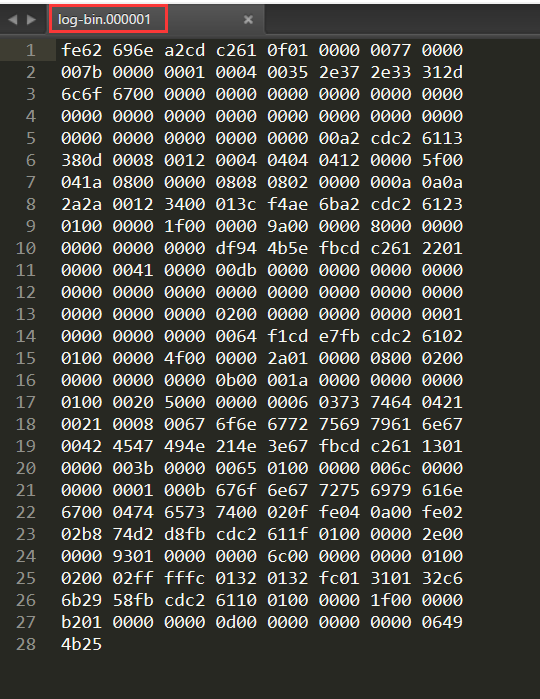 log-bin.000001
1 fe62 696e a2cd c261 0f01 0000 0077 0000
2 007b 0000 0001 0004 0035 2e37 2e33 312d
3 6c6f 6700 0000 0000 0000 0000 0000 0000
4 0000 0000 0000 0000 0000 0000 0000 0000
5 0000 0000 0000 0000 0000 00a2 cdc2 6113
6 380d 0008 0012 0004 0404 0412 0000 5f00
7 041a 0800 0000 0808 0802 0000 000a 0a0a
8 2a2a 0012 3400 013c f4ae 6ba2 cdc2 6123
9 0100 0000 1f00 0000 9a00 0000 8000 0000
10 0000 0000 0000 df94 4b5e fbcd c261 2201
11 0000 0041 0000 00db 0000 0000 0000 0000
12 0000 0000 0000 0000 0000 0000 0000 0000
13 0000 0000 0000 0200 0000 0000 0000 0001
14 0000 0000 0000 0064 f1cd e7fb cdc2 6102
15 0100 0000 4f00 0000 2a01 0000 0800 0200
16 0000 0000 0000 0b00 001a 0000 0000 0000
17 0100 0020 5000 0000 0006 0373 7464 0421
18 0021 0008 0067 6f6e 6772 7569 7961 6e67
19 0042 4547 494e 214e 3e67 fbcd c261 1301
20 0000 003b 0000 0065 0100 0000 006c 0000
21 0000 0001 000b 676f 6e67 7275 6979 616e
22 6700 0474 6573 7400 020f fe04 0a00 fe02
23 02b8 74d2 d8fb cdc2 611f 0100 0000 2e00
24 0000 9301 0000 0000 6c00 0000 0000 0100
25 0200 02ff fffc 0132 0132 fc01 3101 32c6
26 6b29 58fb cdc2 6110 0100 0000 1f00 0000
27 b201 0000 0000 0d00 0000 0000 0000 0649
28 4b25